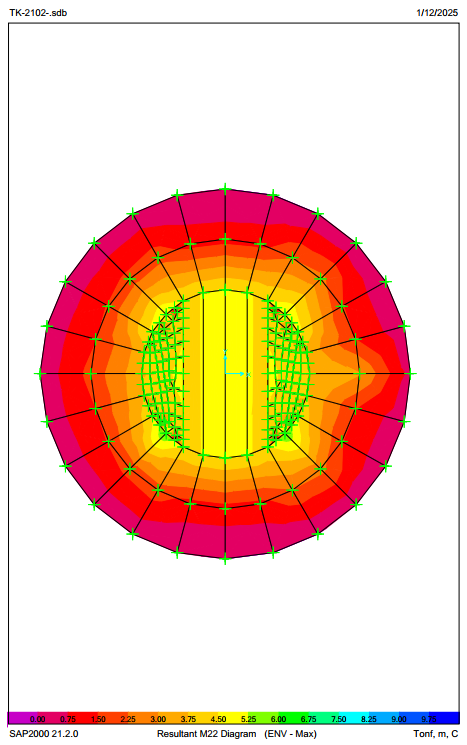 TK-2102-.sdb 1/12/2025
0.00 0.75 1.50 2.25 3.00 3.75 4.50 5.25 6.00 6.75 7.50 8.25 9.00 9.75
SAP2000 21.2.0 Resultant M22 Diagram (ENV - Max) Tonf, m, C